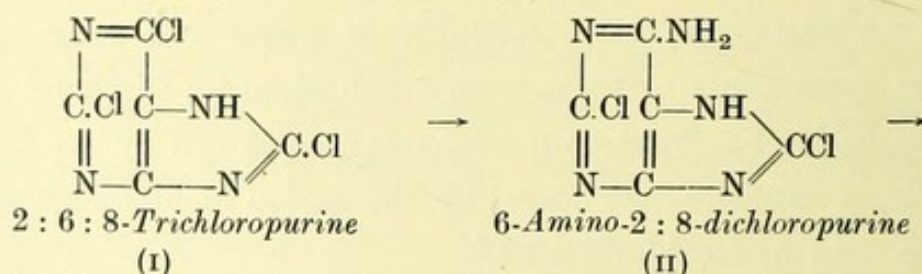 N=CCl → N=C.NH₂ →
C.Cl C—NH C.Cl C—NH
C.Cl CCl
N—C—N N—C—N
2 : 6 : 8-Trichloropurine 6-Amino-2 : 8-dichloropurine
(I) (II)